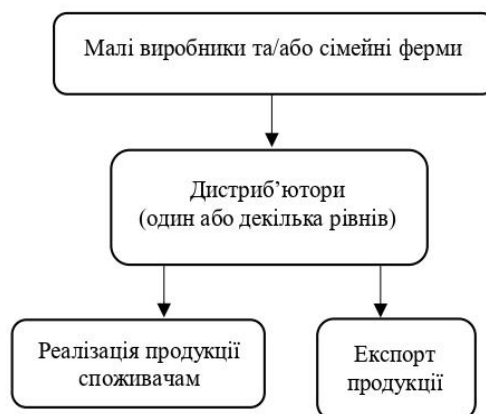 Малі виробники та/або сімейні ферми
Дистриб’ютори
(один або декілька рівнів)
Реалізація продукції
споживачам
Експорт
продукції